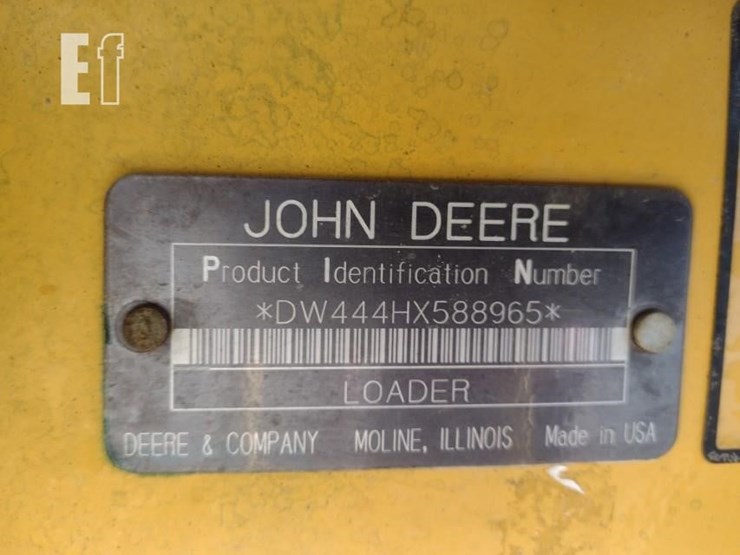 Ef
JOHN DEERE
Product Identification Number
*DW444HX588965*
LOADER
DEERE & COMPANY MOLINE, ILLINOIS Made in USA